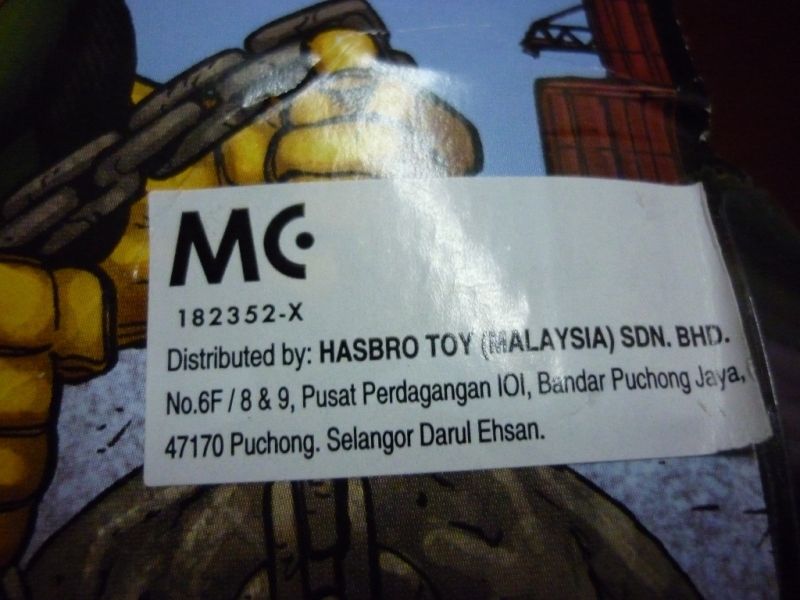 MC
182352-X
Distributed by: HASBRO TOY (MALAYSIA) SDN. BHD.
No.6F / 8 & 9, Pusat Perdagangan IOI, Bandar Puchong Jaya,
47170 Puchong. Selangor Darul Ehsan.